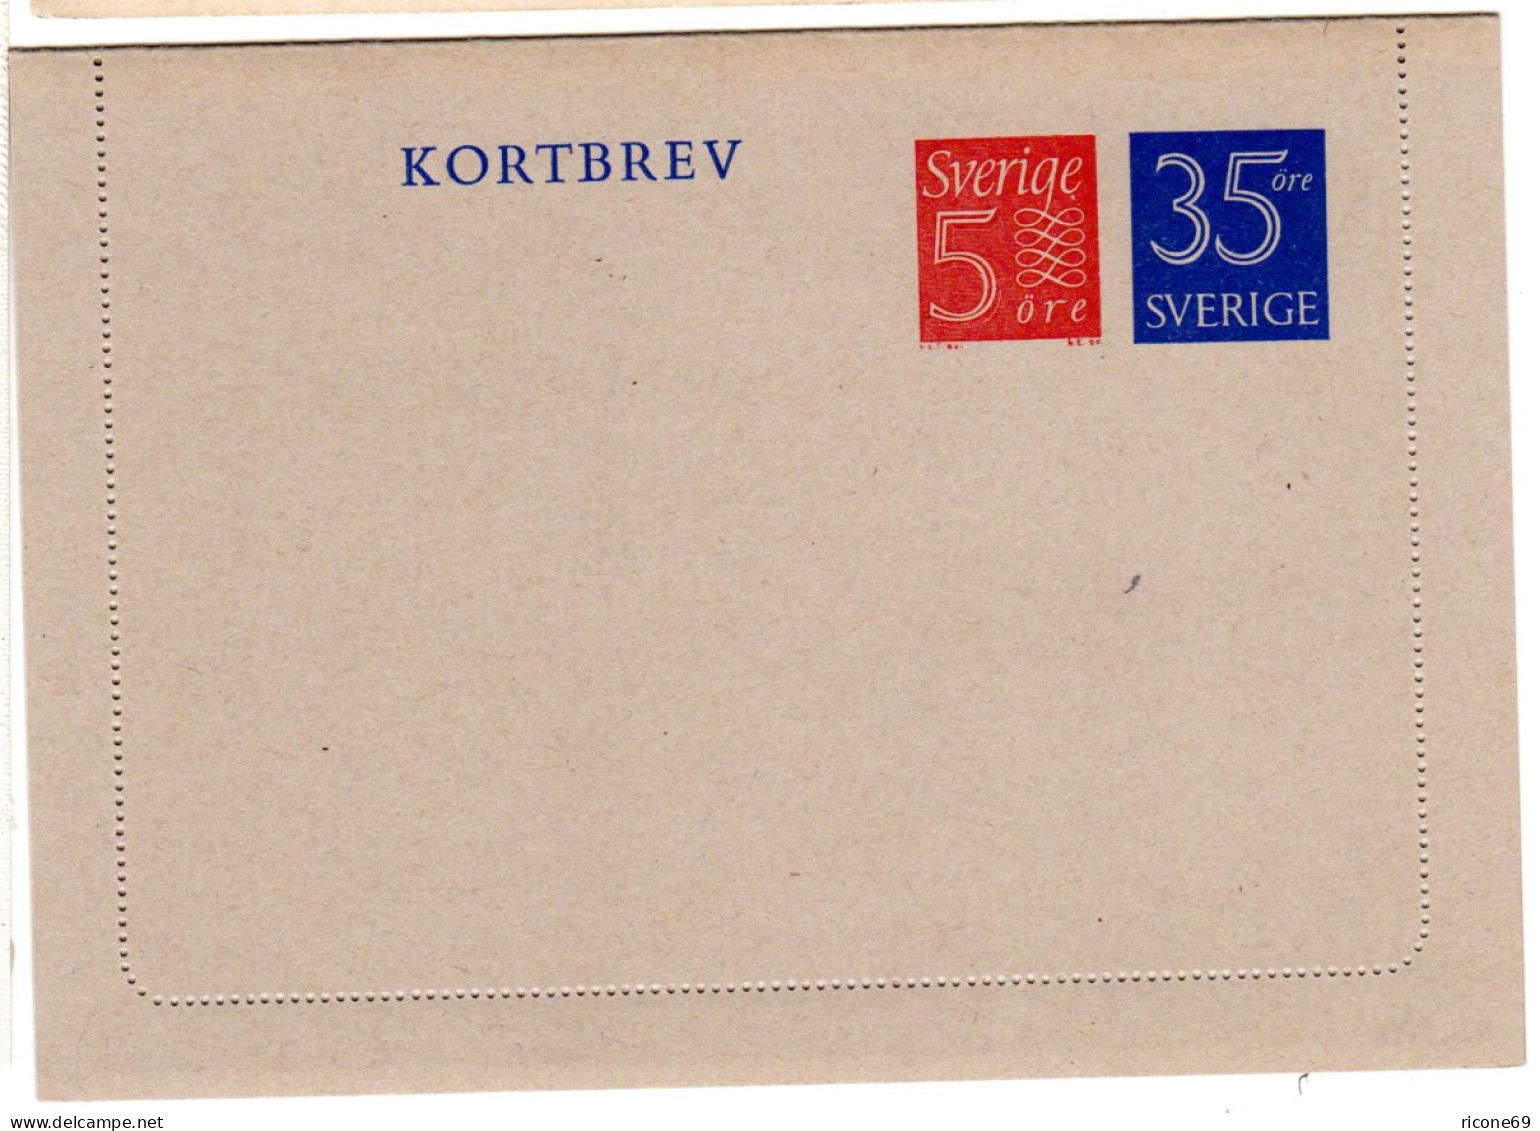 KORTBREV
Sverige
5
öre
35 öre
SVERIGE
www.delcampe.net
ricone69